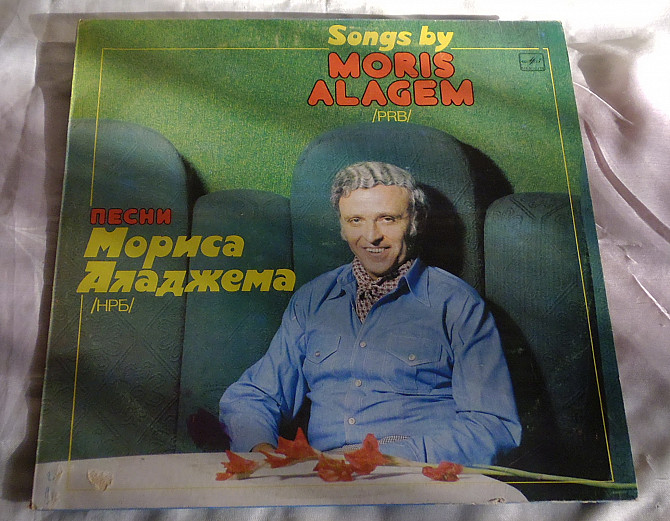 Songs by
MORIS
ALAGEM
/PRB/
ПЕСНИ
Мориса
Аладжема
/НРБ/